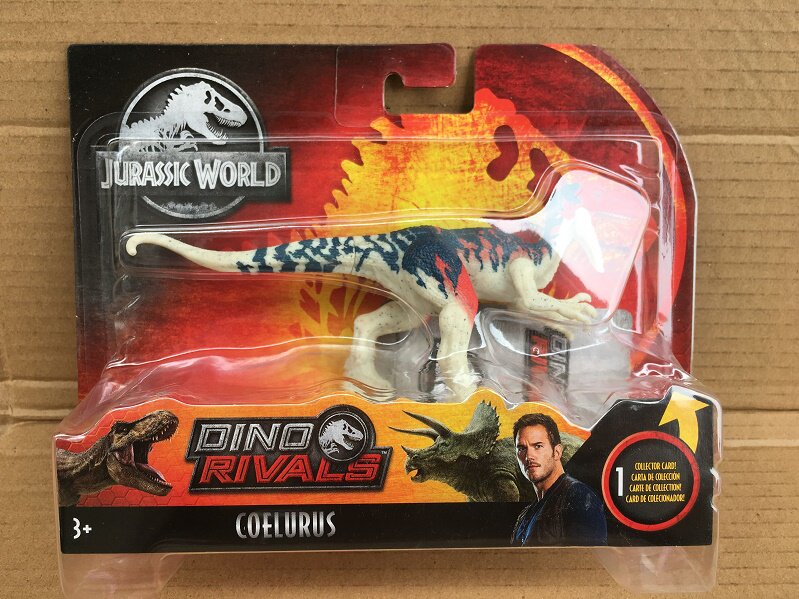 JURASSIC WORLD
DINO
RIVALS
3+
COELURUS
1
COLLECTOR CARD!
CARTA DE COLECCIÓN
CARTE DE COLLECTION!
CARD DE COLECIONADOR!